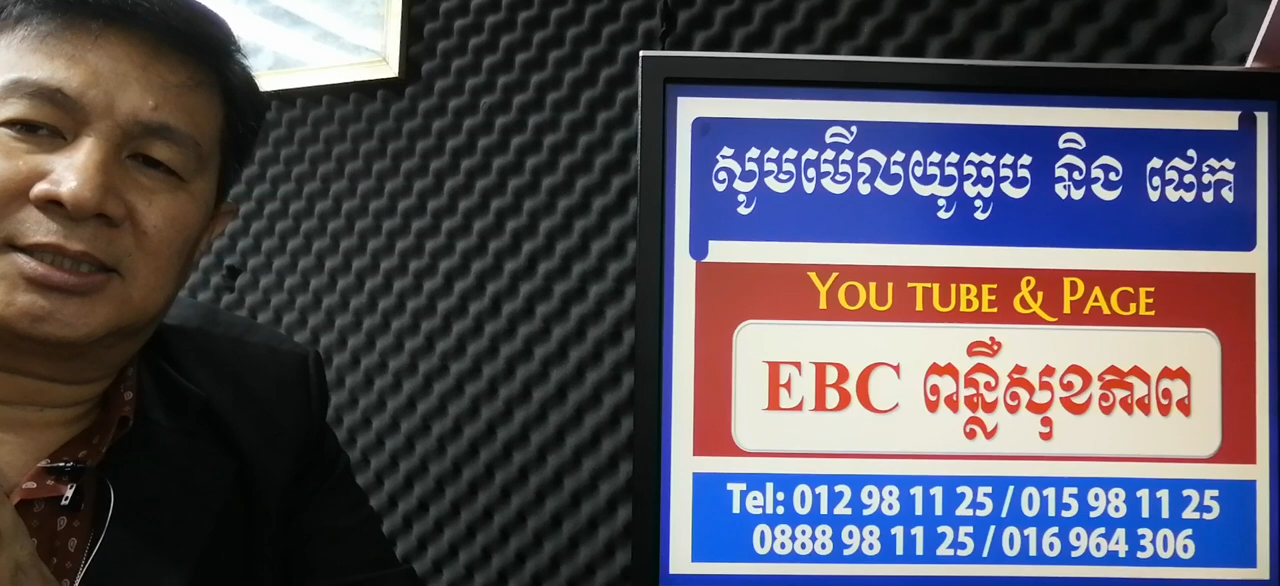 សូមមើលយូធូប និង ផេក
YOU TUBE & PAGE
EBC ពន្លឺសុខភាព
Tel: 012 98 11 25 / 015 98 11 25
0888 98 11 25 / 016 964 306